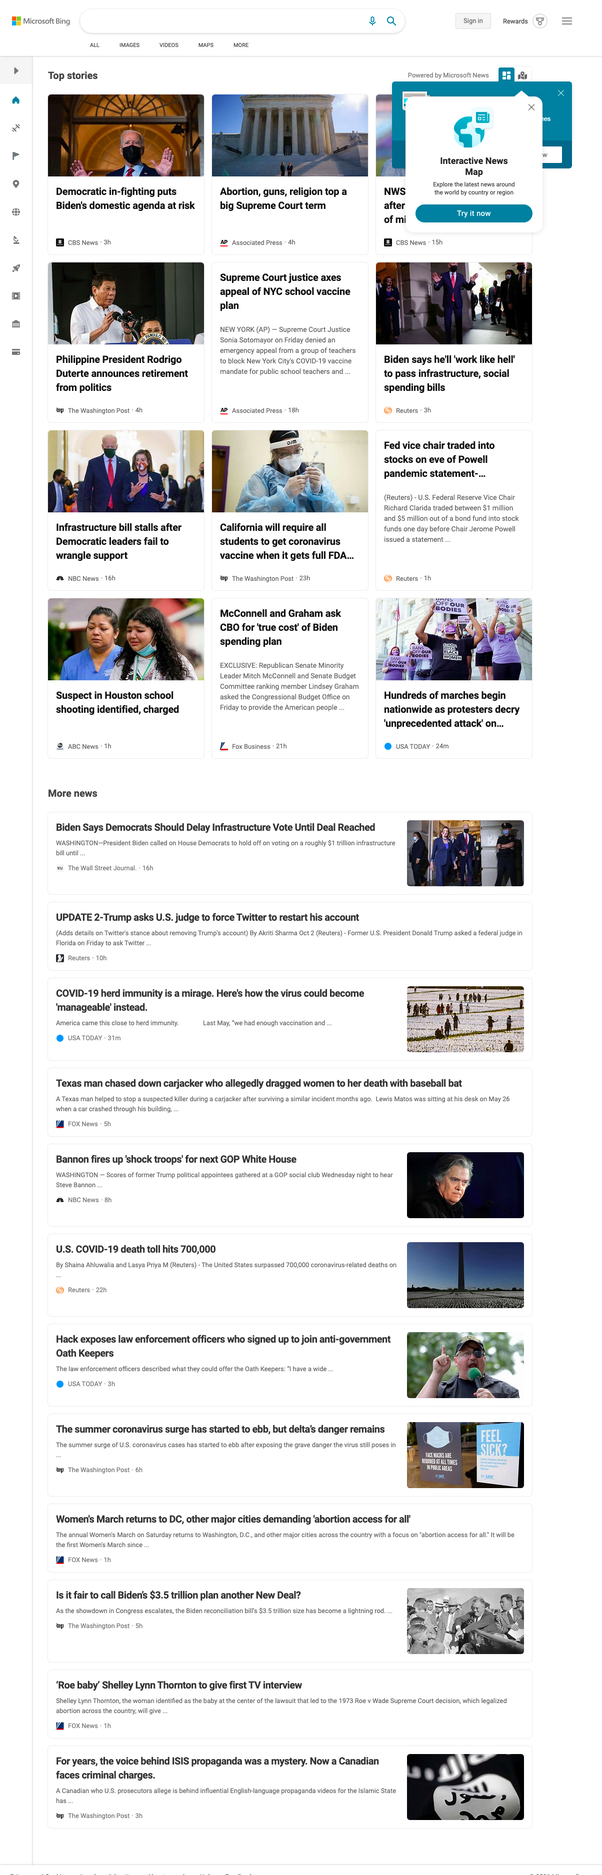 Microsoft Bing
Sign in
Rewards
ALL
IMAGES
VIDEOS
MAPS
MORE
Top stories
Powered by Microsoft News
Interactive News
Map
Explore the latest news around
the world by country or region
Try it now
Democratic in-fighting puts
Biden's domestic agenda at risk
CBS News · 3h
Abortion, guns, religion top a
big Supreme Court term
AP
Associated Press · 4h
NWS
after
of mi
CBS News · 15h
Philippine President Rodrigo
Duterte announces retirement
from politics
wp
The Washington Post · 4h
Supreme Court justice axes
appeal of NYC school vaccine
plan
NEW YORK (AP) — Supreme Court Justice
Sonia Sotomayor on Friday denied an
emergency appeal from a group of teachers
to block New York City's COVID-19 vaccine
mandate for public school teachers and ...
AP
Associated Press · 18h
Biden says he'll 'work like hell'
to pass infrastructure, social
spending bills
Reuters · 3h
Infrastructure bill stalls after
Democratic leaders fail to
wrangle support
NBC News · 16h
California will require all
students to get coronavirus
vaccine when it gets full FDA...
wp
The Washington Post · 23h
Fed vice chair traded into
stocks on eve of Powell
pandemic statement-...
(Reuters) - U.S. Federal Reserve Vice Chair
Richard Clarida traded between $1 million
and $5 million out of a bond fund into stock
funds one day before Chair Jerome Powell
issued a statement ...
Reuters · 1h
Suspect in Houston school
shooting identified, charged
ABC News · 1h
McConnell and Graham ask
CBO for 'true cost' of Biden
spending plan
EXCLUSIVE: Republican Senate Minority
Leader Mitch McConnell and Senate Budget
Committee ranking member Lindsey Graham
asked the Congressional Budget Office on
Friday to provide the American people ...
Fox Business · 21h
OFF OUR
BODIES
Hundreds of marches begin
nationwide as protesters decry
'unprecedented attack' on...
USA TODAY · 24m
More news
Biden Says Democrats Should Delay Infrastructure Vote Until Deal Reached
WASHINGTON—President Biden called on House Democrats to hold off on voting on a roughly $1 trillion infrastructure
bill until ...
The Wall Street Journal. · 16h
UPDATE 2-Trump asks U.S. judge to force Twitter to restart his account
(Adds details on Twitter's stance about removing Trump's account) By Akriti Sharma Oct 2 (Reuters) - Former U.S. President Donald Trump asked a federal judge in
Florida on Friday to ask Twitter ...
Reuters · 10h
COVID-19 herd immunity is a mirage. Here's how the virus could become
'manageable' instead.
America came this close to herd immunity. Last May, "we had enough vaccination and ...
USA TODAY · 31m
Texas man chased down carjacker who allegedly dragged women to her death with baseball bat
A Texas man helped to stop a suspected killer during a carjacker after surviving a similar incident months ago. Lewis Matos was sitting at his desk on May 26
when a car crashed through his building, ...
FOX News · 5h
Bannon fires up 'shock troops' for next GOP White House
WASHINGTON — Scores of former Trump political appointees gathered at a GOP social club Wednesday night to hear
Steve Bannon ...
NBC News · 8h
U.S. COVID-19 death toll hits 700,000
By Shaina Ahluwalia and Lasya Priya M (Reuters) - The United States surpassed 700,000 coronavirus-related deaths on
...
Reuters · 22h
Hack exposes law enforcement officers who signed up to join anti-government
Oath Keepers
The law enforcement officers described what they could offer the Oath Keepers: "I have a wide ...
USA TODAY · 3h
The summer coronavirus surge has started to ebb, but delta's danger remains
The summer surge of U.S. coronavirus cases has started to ebb after exposing the grave danger the virus still poses in
...
wp
The Washington Post · 6h
FACE MASKS ARE
REQUIRED AT ALL TIMES
IN PUBLIC AREAS
FEEL
SICK?
Women's March returns to DC, other major cities demanding 'abortion access for all'
The annual Women's March on Saturday returns to Washington, D.C., and other major cities across the country with a focus on "abortion access for all." It will be
the first Women's March since ...
FOX News · 1h
Is it fair to call Biden's $3.5 trillion plan another New Deal?
As the showdown in Congress escalates, the Biden reconciliation bill's $3.5 trillion size has become a lightning rod. ...
wp
The Washington Post · 5h
'Roe baby' Shelley Lynn Thornton to give first TV interview
Shelley Lynn Thornton, the woman identified as the baby at the center of the lawsuit that led to the 1973 Roe v Wade Supreme Court decision, which legalized
abortion across the country, will give ...
FOX News · 1h
For years, the voice behind ISIS propaganda was a mystery. Now a Canadian
faces criminal charges.
A Canadian who U.S. prosecutors allege is behind influential English-language propaganda videos for the Islamic State
has ...
wp
The Washington Post · 3h